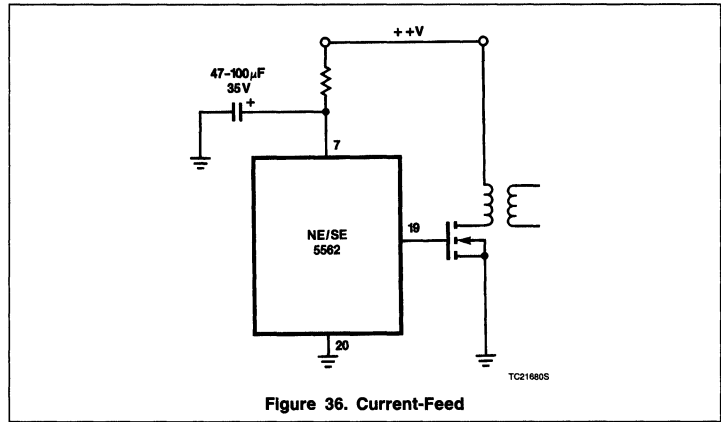 ++V
47-100μF
35V
+
7
NE/SE
5562
19
20
TC21680S
Figure 36. Current-Feed